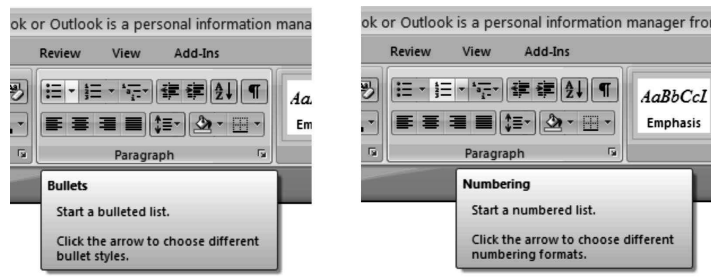 ok or Outlook is a personal information mana
Review View Add-Ins
Paragraph
Em
Bullets
Start a bulleted list.
Click the arrow to choose different
bullet styles.
ok or Outlook is a personal information manager from
Review View Add-Ins
AaBbCcI
Emphasis
Paragraph
Numbering
Start a numbered list.
Click the arrow to choose different
numbering formats.